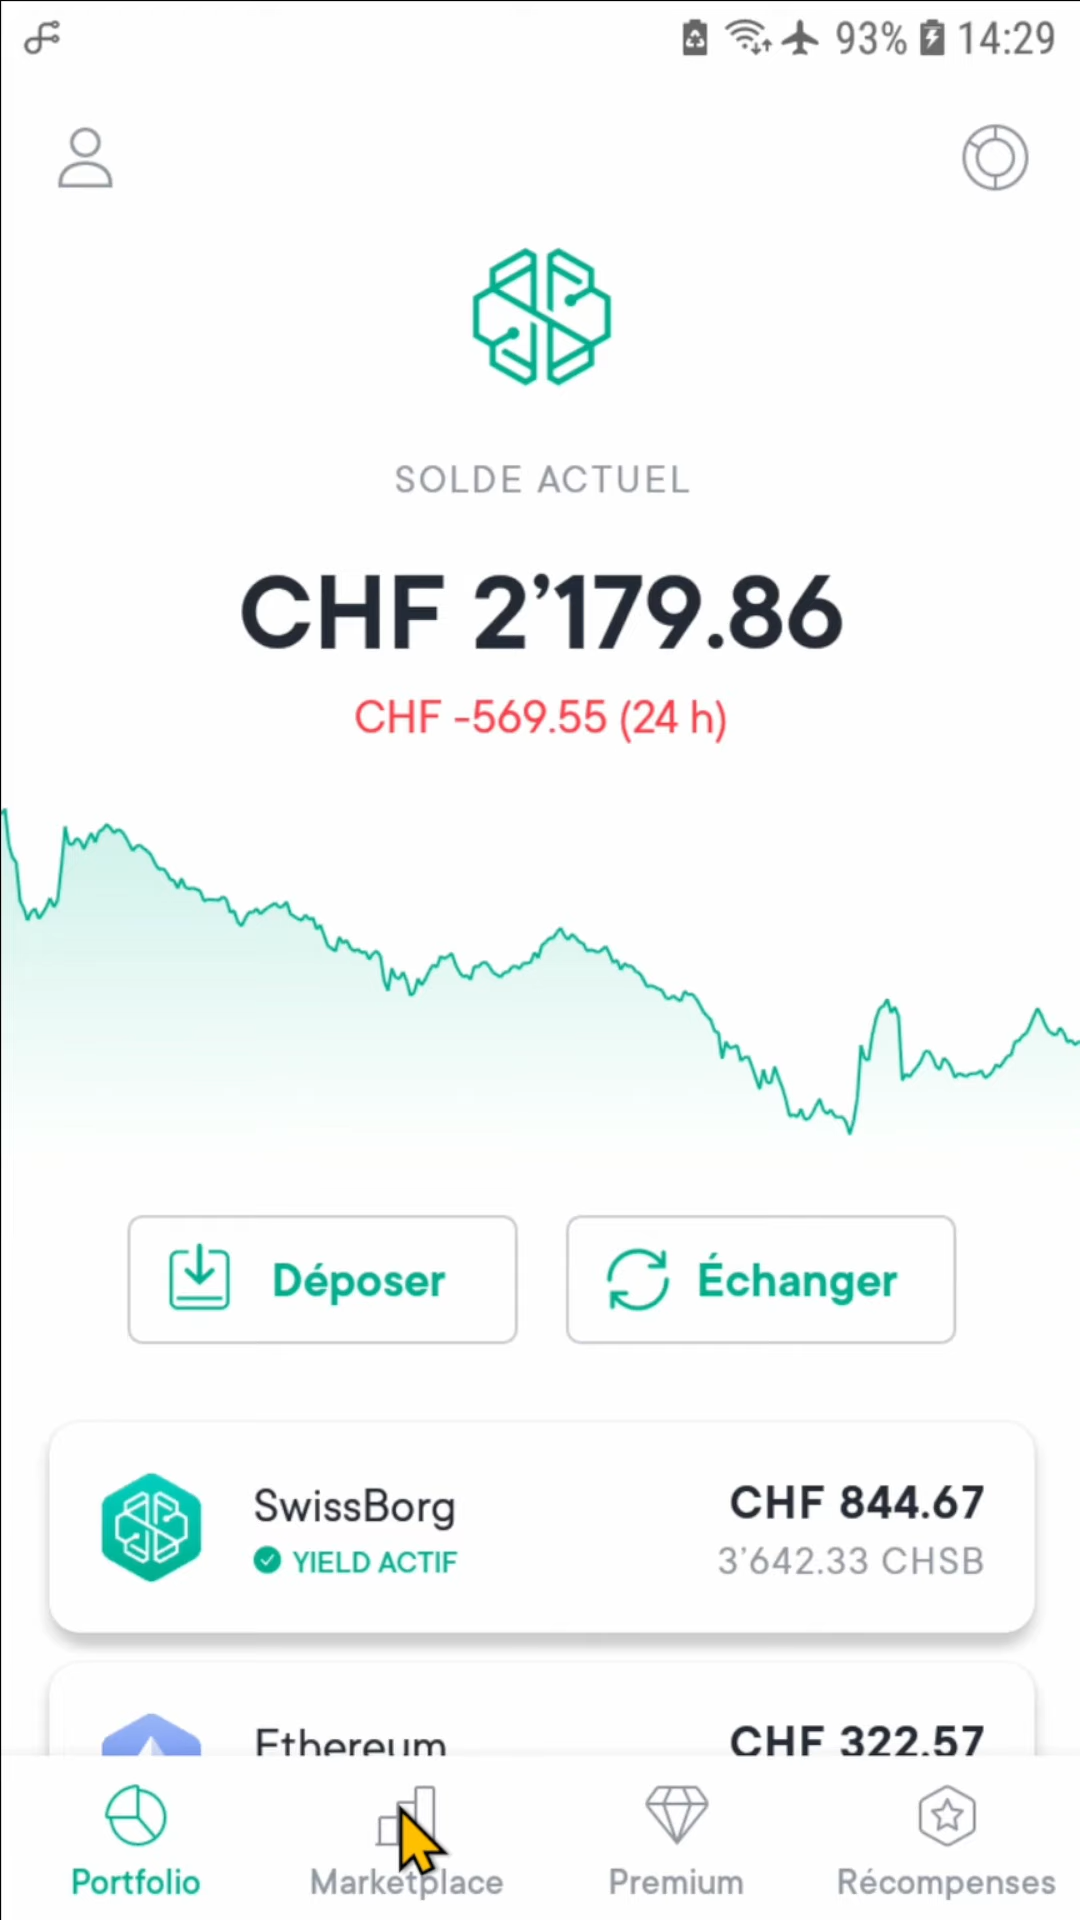 93% 14:29
SOLDE ACTUEL
CHF 2’179.86
CHF -569.55 (24 h)
Déposer
Échanger
SwissBorg
CHF 844.67
YIELD ACTIF
3’642.33 CHSB
Ethereum
CHF 322.57
Portfolio
Marketplace
Premium
Récompenses